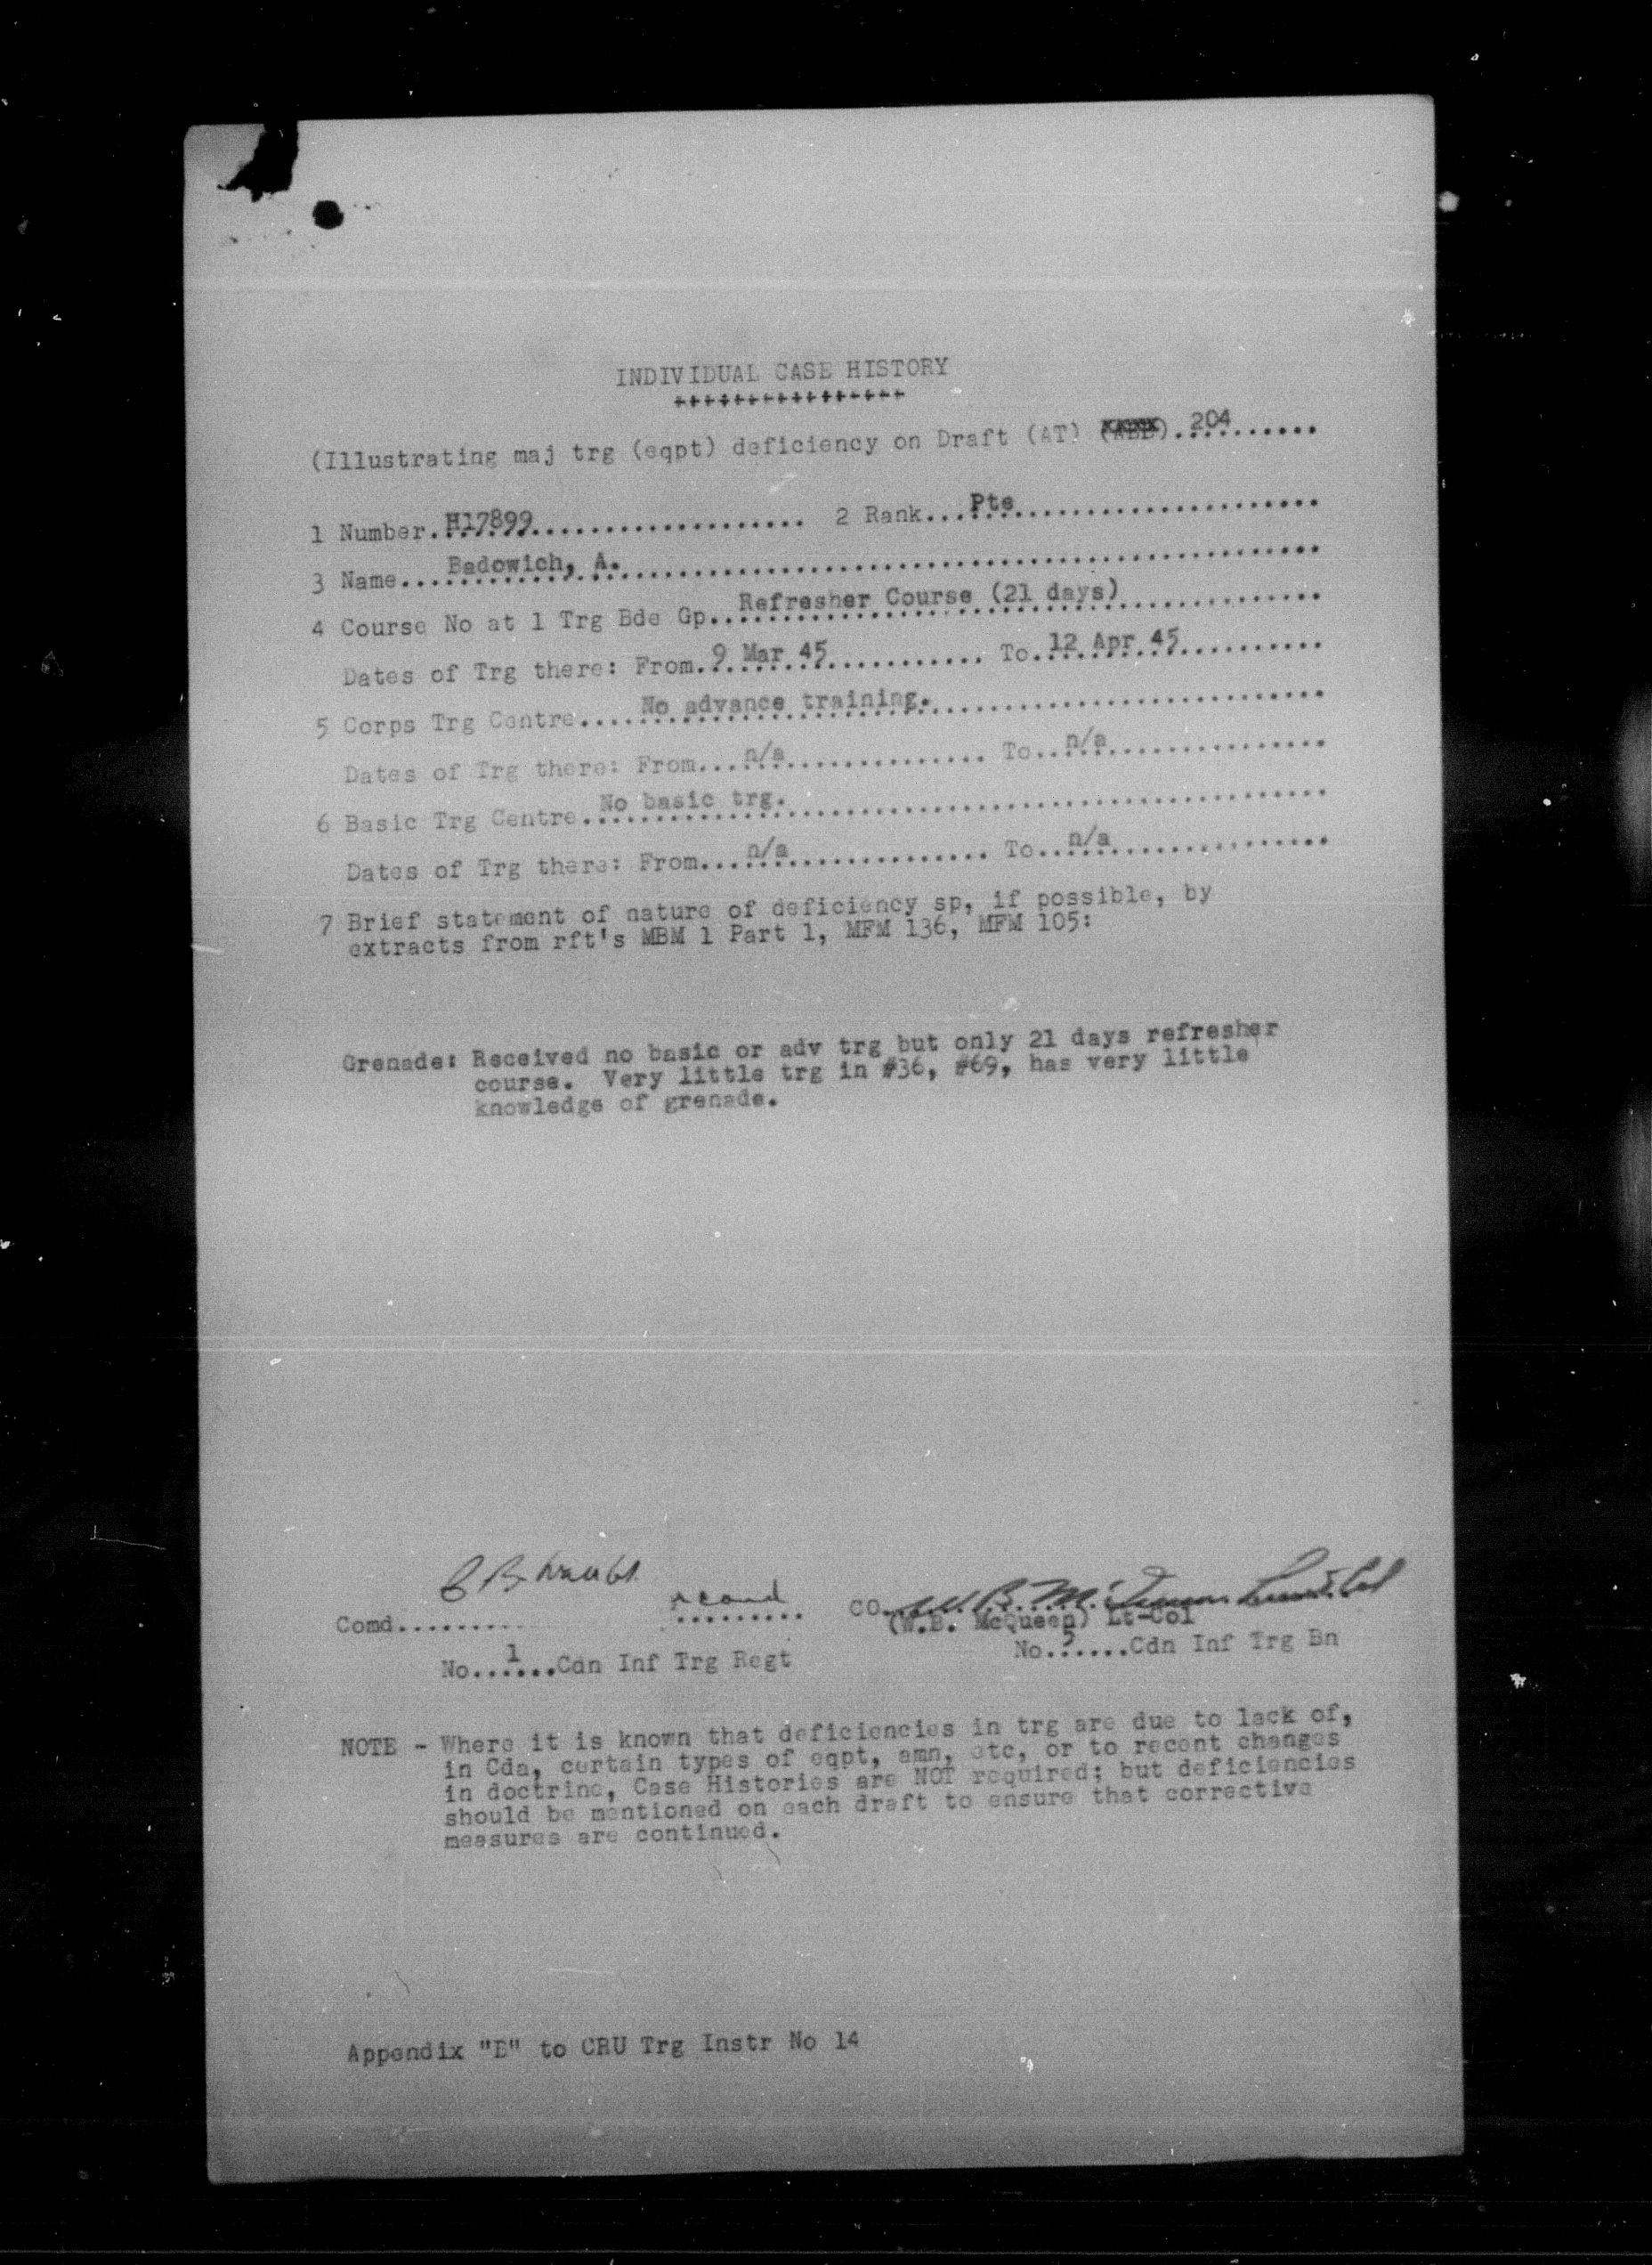 INDIVIDUAL CASE HISTORY
++++++++++++++++
(Illustrating maj trg (eqpt) deficiency on Draft (AT) 204
1 Number. H17899 2 Rank... Pte
3 Name... Badowich, A.
4 Course No at 1 Trg Bde Gp.. Refresher Course (21 days)
Dates of Trg there: From. 9 Mar 45 To. 12 Apr 45
5 Corps Trg Centre.... No advance training.
Dates of Trg there: From... n/a To.. n/a
6 Basic Trg Centre. No basic trg.
Dates of Trg there: From... n/a To.. n/a
7 Brief statement of nature of deficiency sp, if possible, by
extracts from rft's MBM 1 Part 1, MFM 136, MFM 105:
Grenade: Received no basic or adv trg but only 21 days refresher
course. Very little trg in #36, #69, has very little
knowledge of grenade.
Comd......... CO.
(W.B. McQueen) Lt-Col
No. 1 Cdn Inf Trg Regt No. 5 Cdn Inf Trg Bn
NOTE - Where it is known that deficiencies in trg are due to lack of,
in Cda, certain types of eqpt, amn, etc, or to recent changes
in doctrine, Case Histories are NOT required; but deficiencies
should be mentioned on each draft to ensure that corrective
measures are continued.
Appendix "E" to CRU Trg Instr No 14